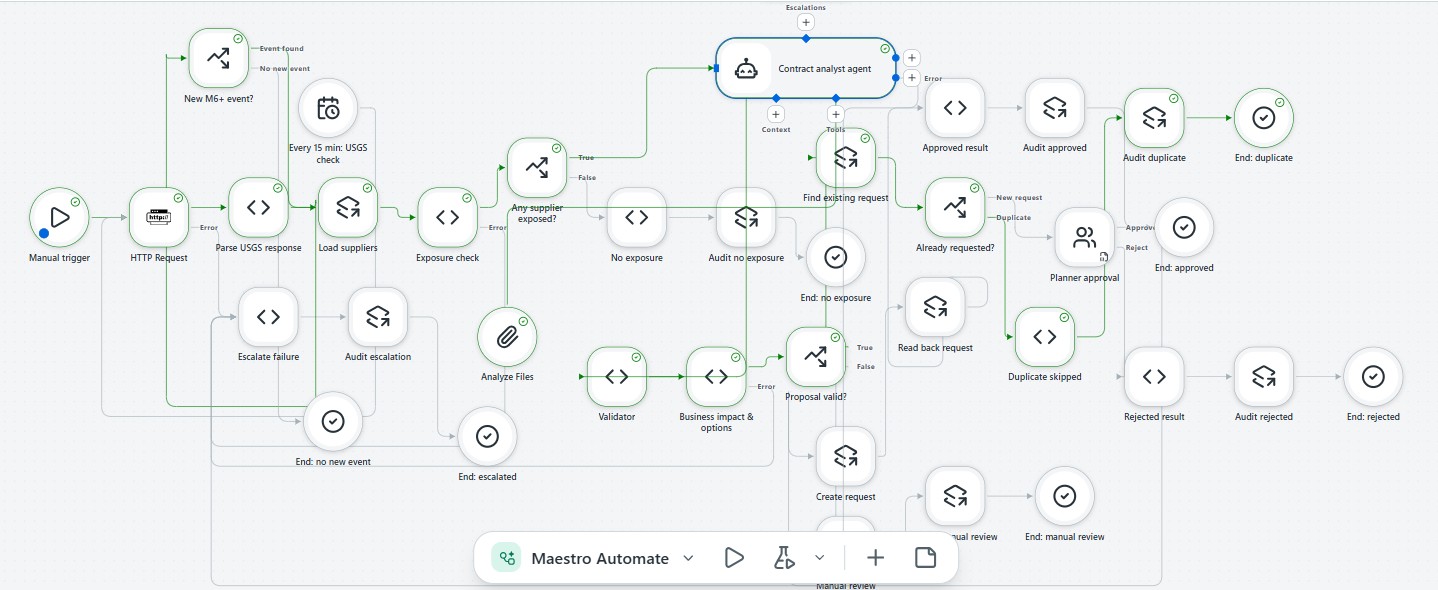 Escalations
Event found
No new event
New M6+ event?
Contract analyst agent
Error
Context
Tools
Every 15 min: USGS
check
True
False
Any supplier
exposed?
Find existing request
Approved result
Audit approved
Audit duplicate
End: duplicate
New request
Duplicate
http://
Manual trigger
HTTP Request
Error
Parse USGS response
Load suppliers
Exposure check
Error
No exposure
Audit no exposure
End: no exposure
Already requested?
Planner approval
Reject
End: approved
Escalate failure
Audit escalation
Analyze Files
Read back request
Duplicate skipped
True
False
Validator
Business impact &
options
Error
Proposal valid?
Rejected result
Audit rejected
End: rejected
End: no new event
End: escalated
Create request
manual review
End: manual review
Maestro Automate
Manual review